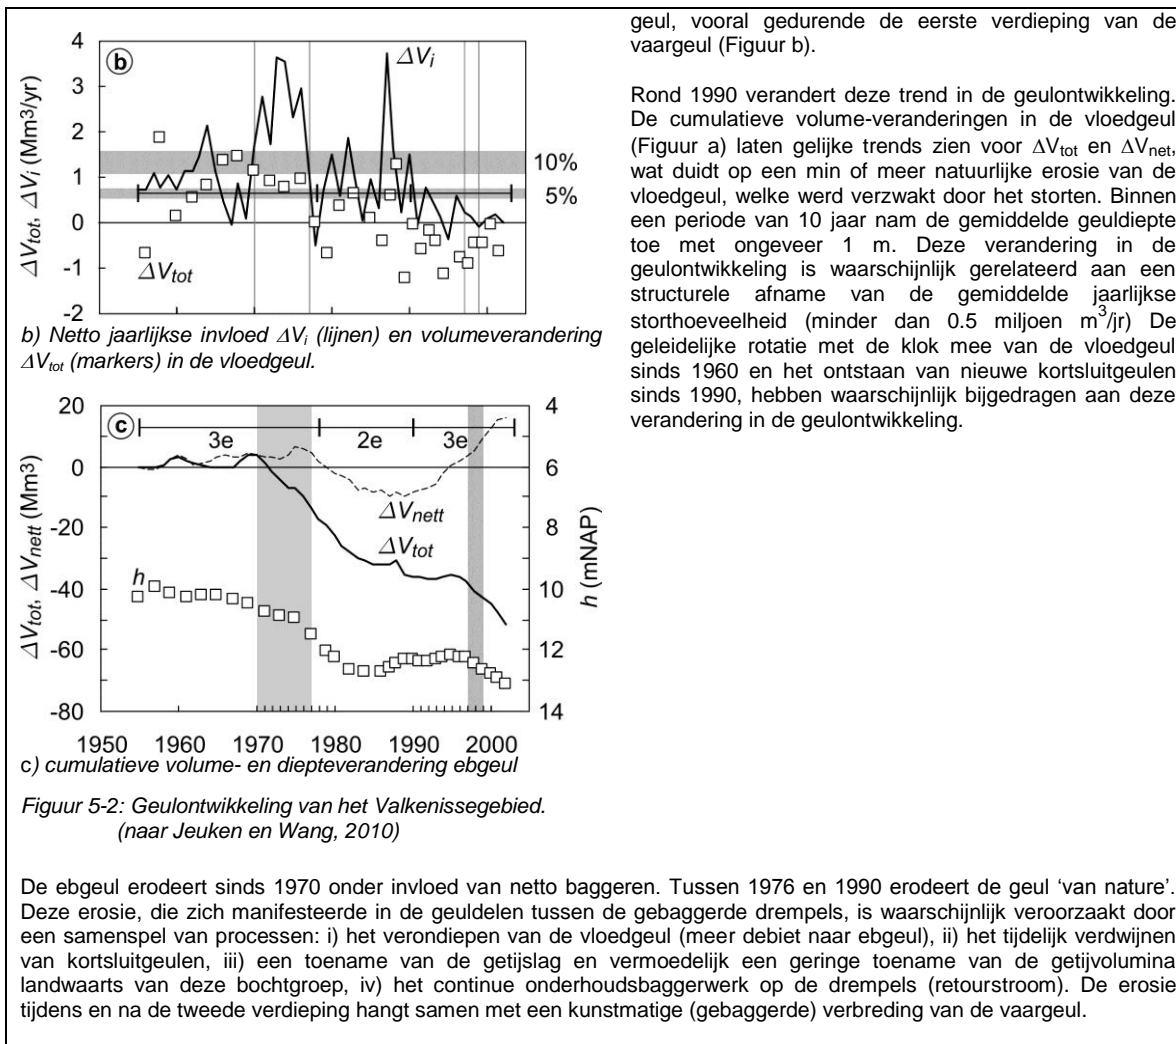 geul, vooral gedurende de eerste verdieping van de
vaargeul (Figuur b).
Rond 1990 verandert deze trend in de geulontwikkeling.
De cumulatieve volume-veranderingen in de vloedgeul
(Figuur a) laten gelijke trends zien voor ΔVtot en ΔVnet,
wat duidt op een min of meer natuurlijke erosie van de
vloedgeul, welke werd verzwakt door het storten. Binnen
een periode van 10 jaar nam de gemiddelde geuldiepte
toe met ongeveer 1 m. Deze verandering in de
geulontwikkeling is waarschijnlijk gerelateerd aan een
structurele afname van de gemiddelde jaarlijkse
storthoeveelheid (minder dan 0.5 miljoen m³/jr) De
geleidelijke rotatie met de klok mee van de vloedgeul
sinds 1960 en het ontstaan van nieuwe kortsluitgeulen
sinds 1990, hebben waarschijnlijk bijgedragen aan deze
verandering in de geulontwikkeling.
b
ΔVtot, ΔVi (Mm3/yr)
4
3
2
1
0
-1
-2
ΔVi
10%
5%
ΔVtot
b) Netto jaarlijkse invloed ΔVi (lijnen) en volumeverandering
ΔVtot (markers) in de vloedgeul.
c
ΔVtot, ΔVnett (Mm3)
20
0
-20
-40
-60
-80
3e
2e
3e
ΔVnett
ΔVtot
h
4
6
8
10
12
14
h (mNAP)
1950 1960 1970 1980 1990 2000
c) cumulatieve volume- en diepteverandering ebgeul
Figuur 5-2: Geulontwikkeling van het Valkenissegebied.
(naar Jeuken en Wang, 2010)
De ebgeul erodeert sinds 1970 onder invloed van netto baggeren. Tussen 1976 en 1990 erodeert de geul ‘van nature’.
Deze erosie, die zich manifesteerde in de geuldelen tussen de gebaggerde drempels, is waarschijnlijk veroorzaakt door
een samenspel van processen: i) het verondiepen van de vloedgeul (meer debiet naar ebgeul), ii) het tijdelijk verdwijnen
van kortsluitgeulen, iii) een toename van de getijslag en vermoedelijk een geringe toename van de getijvolumina
landwaarts van deze bochtgroep, iv) het continue onderhoudsbaggerwerk op de drempels (retourstroom). De erosie
tijdens en na de tweede verdieping hangt samen met een kunstmatige (gebaggerde) verbreding van de vaargeul.